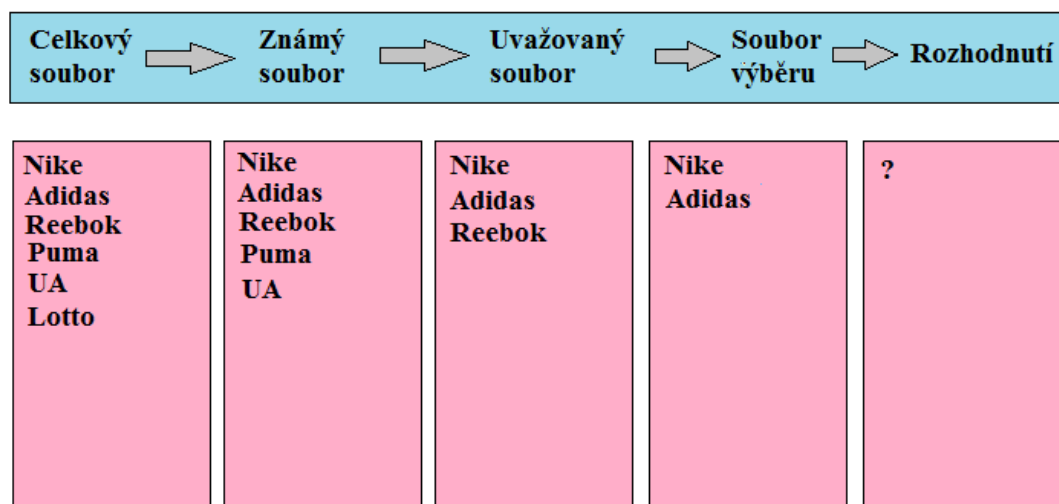 Celkový
soubor
Známý
soubor
Uvažovaný
soubor
Soubor
výběru
Rozhodnutí
Nike
Adidas
Reebok
Puma
UA
Lotto
Nike
Adidas
Reebok
Puma
UA
Nike
Adidas
Reebok
Nike
Adidas
?